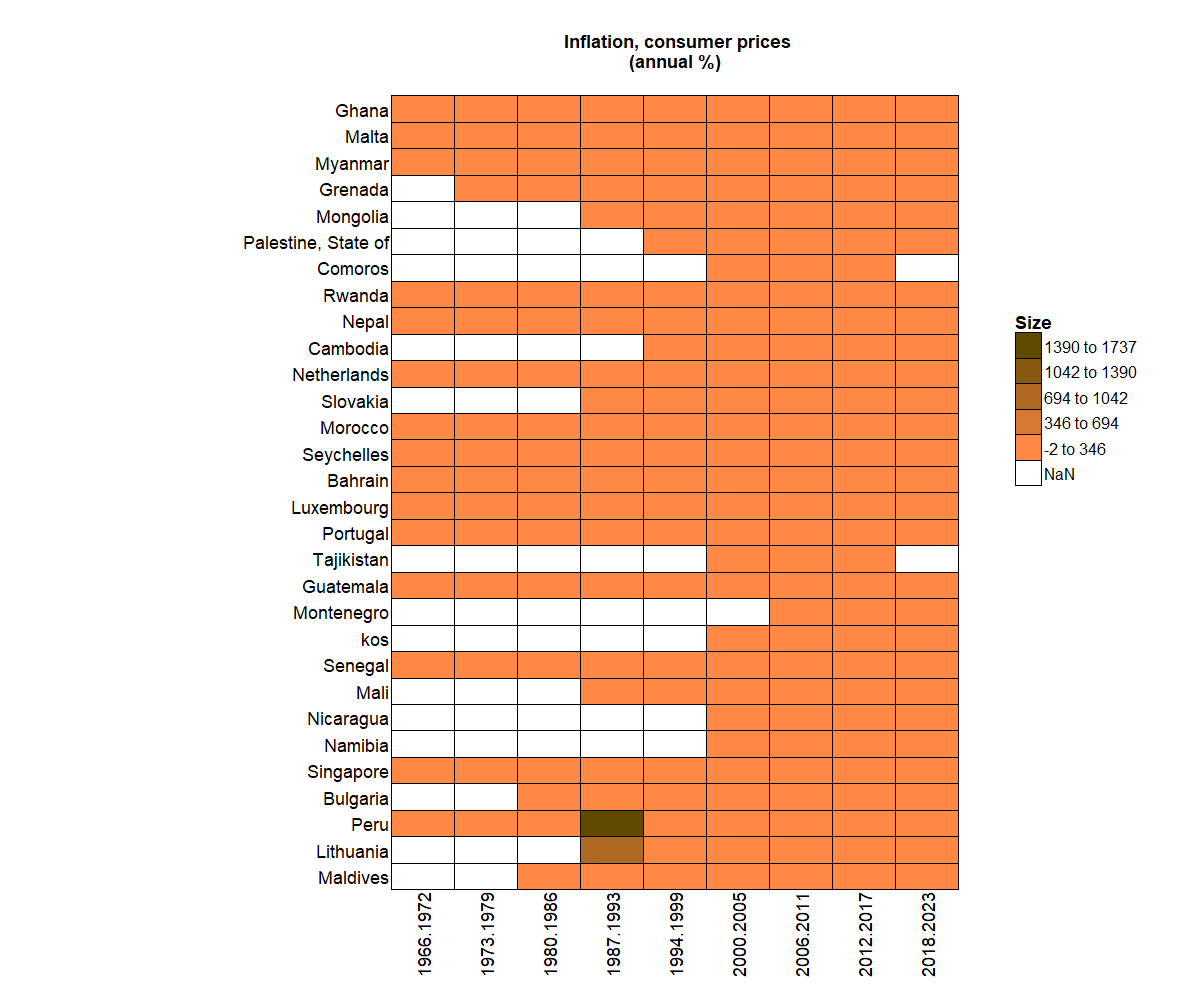 Inflation, consumer prices
(annual %)
Ghana
Malta
Myanmar
Grenada
Mongolia
Palestine, State of
Comoros
Rwanda
Nepal
Cambodia
Netherlands
Slovakia
Morocco
Seychelles
Bahrain
Luxembourg
Portugal
Tajikistan
Guatemala
Montenegro
kos
Senegal
Mali
Nicaragua
Namibia
Singapore
Bulgaria
Peru
Lithuania
Maldives
1966.1972
1973.1979
1980.1986
1987.1993
1994.1999
2000.2005
2006.2011
2012.2017
2018.2023
Size
1390 to 1737
1042 to 1390
694 to 1042
346 to 694
-2 to 346
NaN